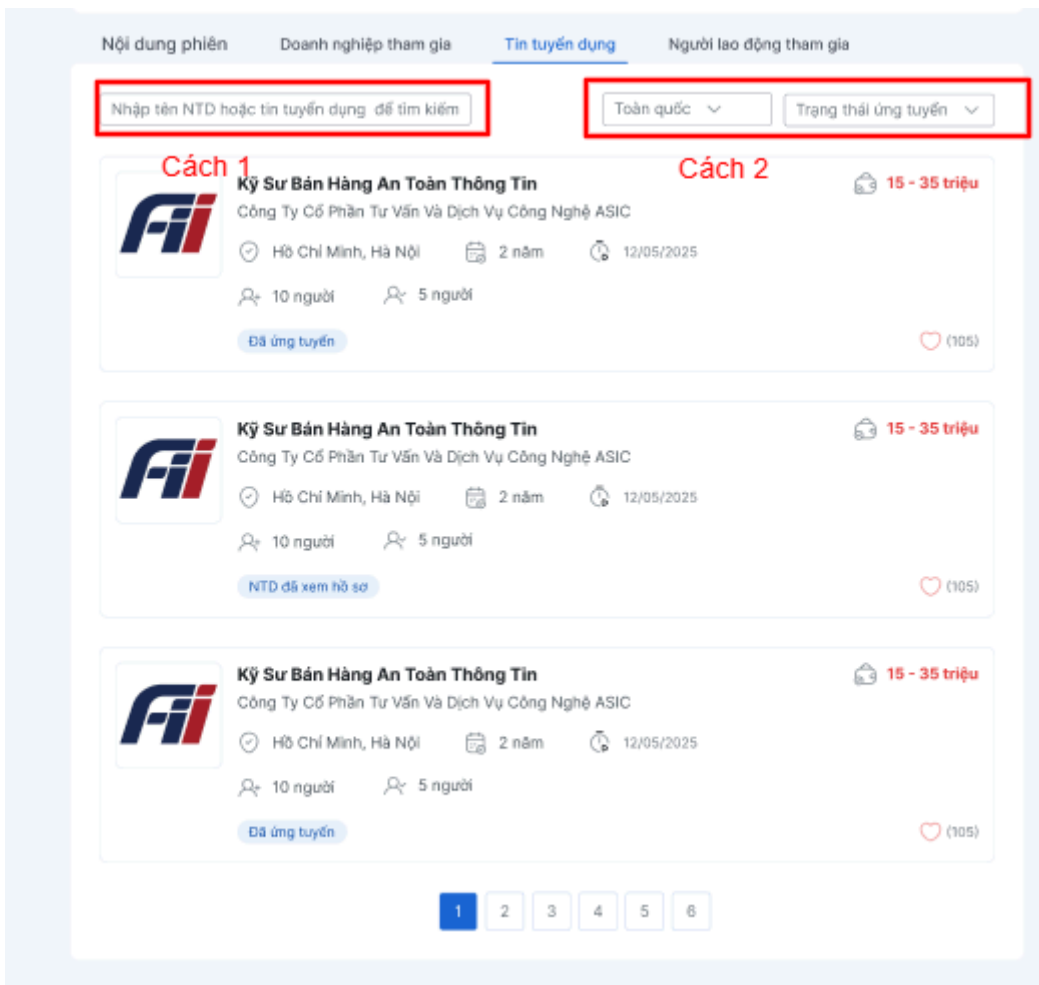 Nội dung phiên Doanh nghiệp tham gia Tin tuyển dụng Người lao động tham gia
Nhập tên NTD hoặc tin tuyển dụng để tìm kiếm Toàn quốc Trạng thái ứng tuyển
Cách 1 Cách 2
Kỹ Sư Bán Hàng An Toàn Thông Tin 15 - 35 triệu
Công Ty Cổ Phần Tư Vấn Và Dịch Vụ Công Nghệ ASIC
Hồ Chí Minh, Hà Nội 2 năm 12/05/2025
10 người 5 người
Đã ứng tuyển (105)
Kỹ Sư Bán Hàng An Toàn Thông Tin 15 - 35 triệu
Công Ty Cổ Phần Tư Vấn Và Dịch Vụ Công Nghệ ASIC
Hồ Chí Minh, Hà Nội 2 năm 12/05/2025
10 người 5 người
NTD đã xem hồ sơ (105)
Kỹ Sư Bán Hàng An Toàn Thông Tin 15 - 35 triệu
Công Ty Cổ Phần Tư Vấn Và Dịch Vụ Công Nghệ ASIC
Hồ Chí Minh, Hà Nội 2 năm 12/05/2025
10 người 5 người
Đã ứng tuyển (105)
1 2 3 4 5 6